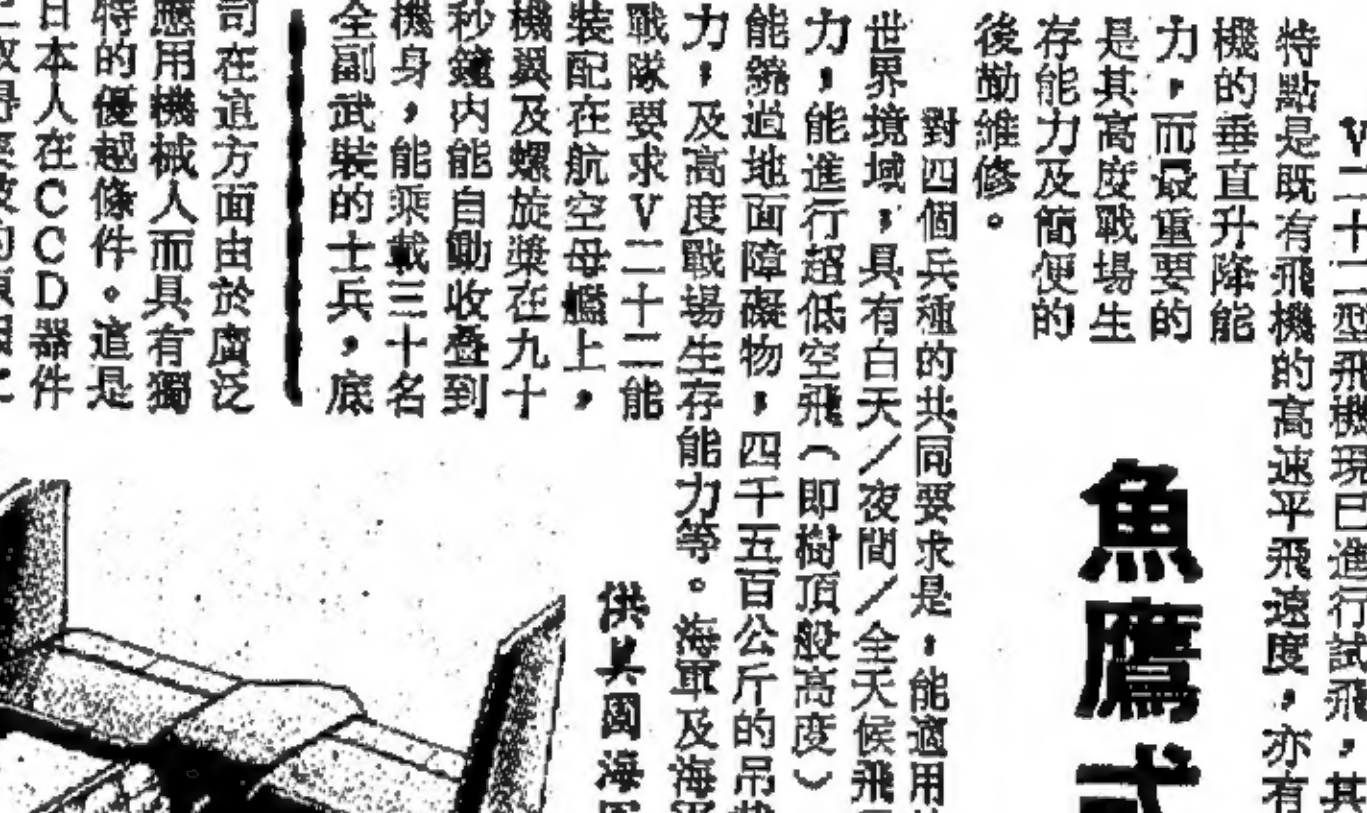 V二十二型飛機現已進行試飛，其
特點是既有飛機的高速平飛速度，亦有
機的垂直升降能
力，而最重要的
是其高度戰場生
存能力及簡便的
後勤維修。
魚鷹式
對四個兵種的共同要求是，能適用
世界境域；具有白天／夜間／全天候飛
力，能進行超低空飛（即樹頂般高度）
能繞過地面障礙物，四千五百公斤的吊
力，及高度戰場生存能力等。海軍及海
戰隊要求V二十二能
裝配在航空母艦上，
機翼及螺旋槳在九十
秒鐘内能自動收叠到
機身，能乘載三十名
全副武裝的士兵，底
供美國海軍
司在這方面由於廣泛
應用機械人而具有獨
特的優越條件。這是
日本人在CCD器件